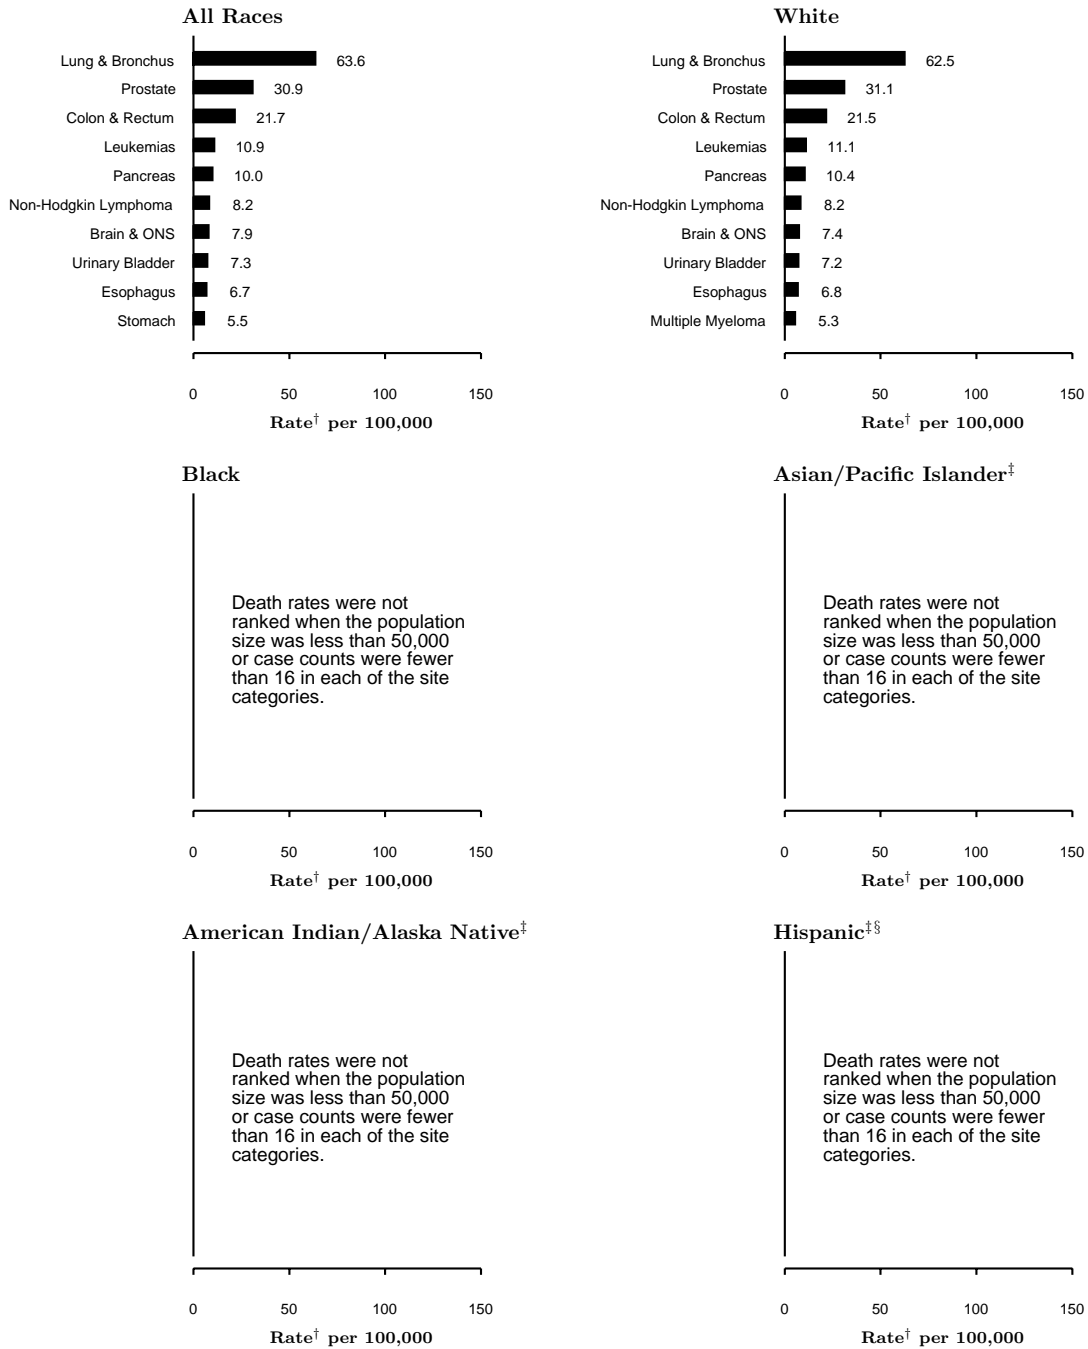 All Races
Lung & Bronchus 63.6
Prostate 30.9
Colon & Rectum 21.7
Leukemias 10.9
Pancreas 10.0
Non-Hodgkin Lymphoma 8.2
Brain & ONS 7.9
Urinary Bladder 7.3
Esophagus 6.7
Stomach 5.5
0 50 100 150
Rate† per 100,000
White
Lung & Bronchus 62.5
Prostate 31.1
Colon & Rectum 21.5
Leukemias 11.1
Pancreas 10.4
Non-Hodgkin Lymphoma 8.2
Brain & ONS 7.4
Urinary Bladder 7.2
Esophagus 6.8
Multiple Myeloma 5.3
0 50 100 150
Rate† per 100,000
Black
Death rates were not
ranked when the population
size was less than 50,000
or case counts were fewer
than 16 in each of the site
categories.
0 50 100 150
Rate† per 100,000
Asian/Pacific Islander‡
Death rates were not
ranked when the population
size was less than 50,000
or case counts were fewer
than 16 in each of the site
categories.
0 50 100 150
Rate† per 100,000
American Indian/Alaska Native‡
Death rates were not
ranked when the population
size was less than 50,000
or case counts were fewer
than 16 in each of the site
categories.
0 50 100 150
Rate† per 100,000
Hispanic‡§
Death rates were not
ranked when the population
size was less than 50,000
or case counts were fewer
than 16 in each of the site
categories.
0 50 100 150
Rate† per 100,000